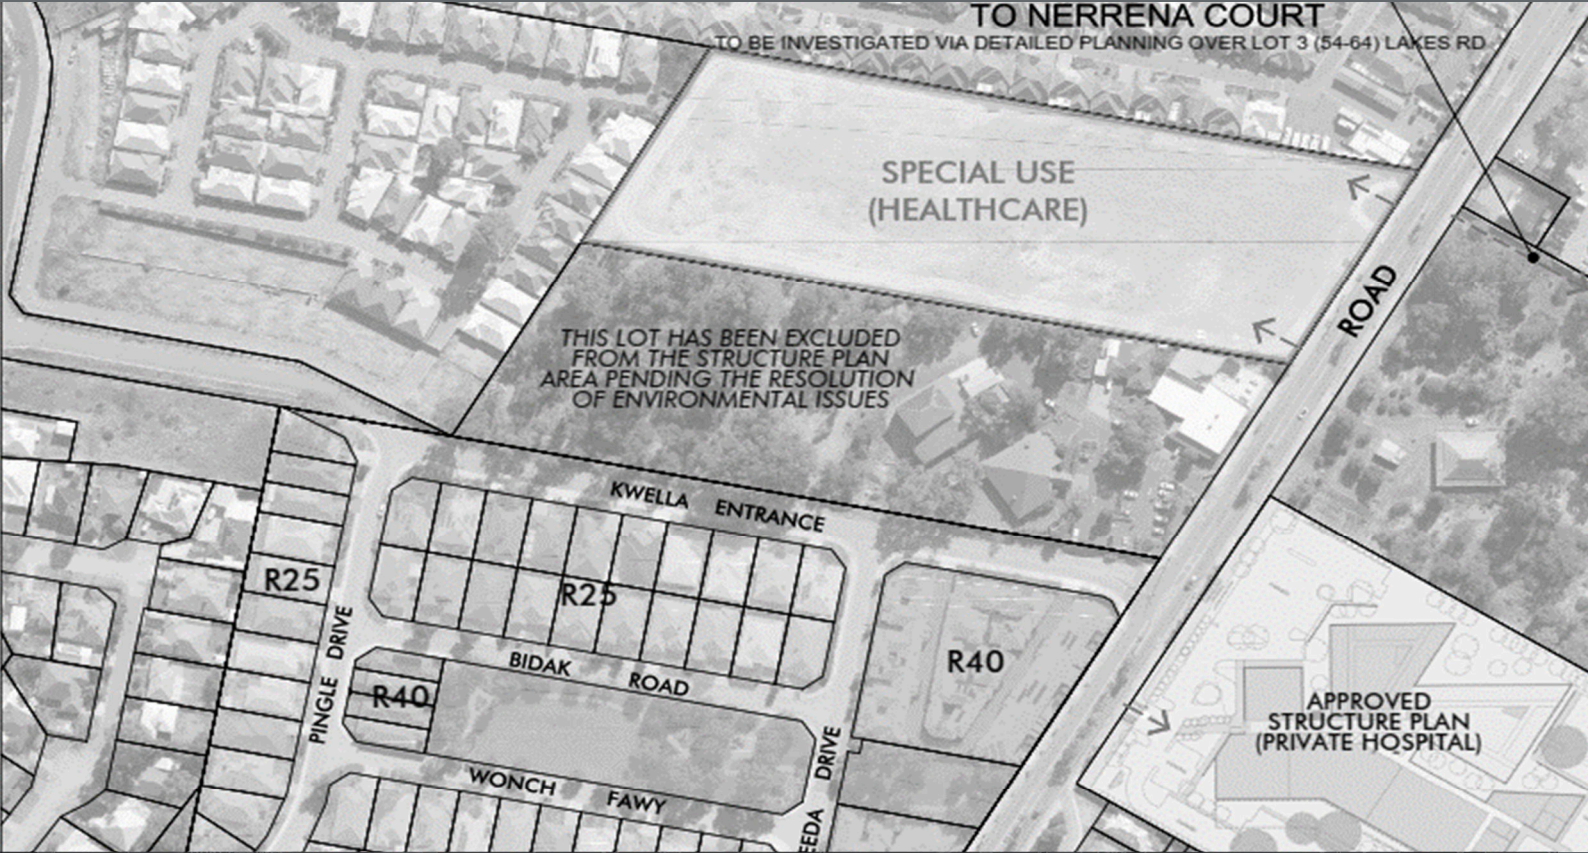 TO NERRENA COURT
TO BE INVESTIGATED VIA DETAILED PLANNING OVER LOT 3 (54-64) LAKES RD
SPECIAL USE
(HEALTHCARE)
ROAD
THIS LOT HAS BEEN EXCLUDED
FROM THE STRUCTURE PLAN
AREA PENDING THE RESOLUTION
OF ENVIRONMENTAL ISSUES
KWELLA ENTRANCE
R25
R25
PINGLE DRIVE
BIDAK ROAD
R40
R40
APPROVED
STRUCTURE PLAN
(PRIVATE HOSPITAL)
WONCH FAWY
EEDA DRIVE